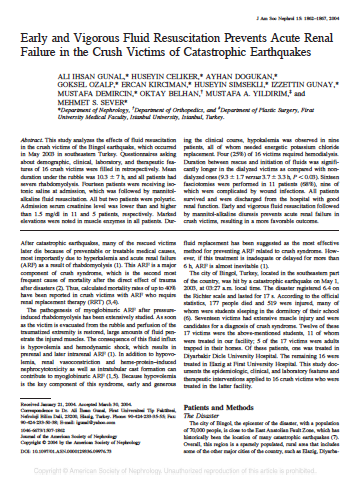 J Am Soc Nephrol 15: 1862–1867, 2004
Early and Vigorous Fluid Resuscitation Prevents Acute Renal
Failure in the Crush Victims of Catastrophic Earthquakes
ALI IHSAN GUNAL,* HUSEYIN CELIKER,* AYHAN DOGUKAN,*
GOKSEL OZALP,* ERCAN KIRCIMAN,* HUSEYIN SIMSEKLI,* IZZETTIN GUNAY,*
MUSTAFA DEMIRCIN,* OKTAY BELHAN,† MUSTAFA A. YILDIRIM,‡ and
MEHMET S. SEVER*
*Department of Nephrology, †Department of Orthopedics, and ‡Department of Plastic Surgery, Firat
University Medical Faculty, Istanbul University, Istanbul, Turkey.
Abstract. This study analyzes the effects of fluid resuscitation
in the crush victims of the Bingol earthquake, which occurred
in May 2003 in southeastern Turkey. Questionnaires asking
about demographic, clinical, laboratory, and therapeutic fea-
tures of 16 crush victims were filled in retrospectively. Mean
duration under the rubble was 10.3 ± 7 h, and all patients had
severe rhabdomyolysis. Fourteen patients were receiving iso-
tonic saline at admission, which was followed by mannitol-
alkaline fluid resuscitation. All but two patients were polyuric.
Admission serum creatinine level was lower than and higher
than 1.5 mg/dl in 11 and 5 patients, respectively. Marked
elevations were noted in muscle enzymes in all patients. Dur-
ing the clinical course, hypokalemia was observed in nine
patients, all of whom needed energetic potassium chloride
replacement. Four (25%) of 16 victims required hemodialysis.
Duration between rescue and initiation of fluids was signifi-
cantly longer in the dialyzed victims as compared with non-
dialyzed ones (9.3 ± 1.7 versus 3.7 ± 3.3 h, P < 0.03). Sixteen
fasciotomies were performed in 11 patients (68%), nine of
which were complicated by wound infections. All patients
survived and were discharged from the hospital with good
renal function. Early and vigorous fluid resuscitation followed
by mannitol-alkaline diuresis prevents acute renal failure in
crush victims, resulting in a more favorable outcome.
After catastrophic earthquakes, many of the rescued victims
later die because of preventable or treatable medical causes,
most importantly due to hyperkalemia and acute renal failure
(ARF) as a result of rhabdomyolysis (1). This ARF is a major
component of crush syndrome, which is the second most
frequent cause of mortality after the direct effect of trauma
after disasters (2). Thus, calculated mortality rates of up to 40%
have been reported in crush victims with ARF who require
renal replacement therapy (RRT) (3,4).
The pathogenesis of myoglobinuric ARF after pressure-
induced rhabdomyolysis has been extensively studied. As soon
as the victim is evacuated from the rubble and perfusion of the
traumatized extremity is restored, large amounts of fluid pen-
etrate the injured muscles. The consequence of this fluid influx
is hypovolemia and hemodynamic shock, which results in
prerenal and later intrarenal ARF (1). In addition to hypovo-
lemia, renal vasoconstriction and heme-protein–induced
nephrocytotoxicity as well as intratubular cast formation can
contribute to myoglobinuric ARF (1,5). Because hypovolemia
is the key component of this syndrome, early and generous
fluid replacement has been suggested as the most effective
method for preventing ARF related to crush syndrome. How-
ever, if this treatment is inadequate or delayed for more than
6 h, ARF is almost inevitable (1).
The city of Bingol, Turkey, located in the southeastern part
of the country, was hit by a catastrophic earthquake on May 1,
2003, at 03:27 a.m. local time. The disaster registered 6.4 on
the Richter scale and lasted for 17 s. According to the official
statistics, 177 people died and 519 were injured, many of
whom were students sleeping in the dormitory of their school
(6). Seventeen victims had extensive muscle injury and were
candidates for a diagnosis of crush syndrome. Twelve of these
17 victims were the above-mentioned students, 11 of whom
were treated in our facility; 5 of the 17 victims were adults
trapped in their homes. Of these patients, one was treated in
Diyarbakir Dicle University Hospital. The remaining 16 were
treated in Elazig at Firat University Hospital. This study doc-
uments the epidemiologic, clinical, and laboratory features and
therapeutic interventions applied to 16 crush victims who were
treated in the latter facility.
Patients and Methods
The Disaster
The city of Bingol, epicenter of the disaster, with a population
of 70,000 people, is close to the East Anatolian Fault Zone, which has
historically been the location of many catastrophic earthquakes (7).
Overall, this region is a sparsely populated, rural area that includes
some of the other major cities of the country, such as Elazig, Diyarba-
Received January 21, 2004. Accepted March 30, 2004.
Correspondence to Dr. Ali Ihsan Gunal, Firat Universitesi Tip Fakultesi,
Nefroloji Bilim Dali, 23200, Elazig, Turkey. Phone: 90-424-233-35-55; Fax:
90-424-233-50-38; E-mail: igunal@yahoo.com
1046-6673/1507-1862
Journal of the American Society of Nephrology
Copyright © 2004 by the American Society of Nephrology
DOI: 10.1097/01.ASN.0000129336.09976.73
Copyright © American Society of Nephrology. Unauthorized reproduction of this article is prohibited.